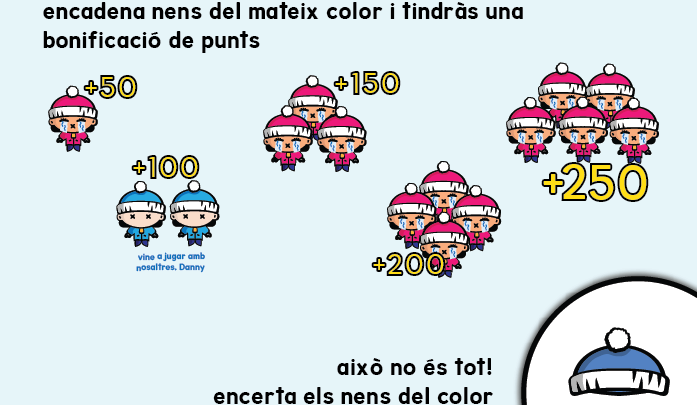 encadena nens del mateix color i tindràs una
bonificació de punts
+50
+150
+100
+250
vine a jugar amb
nosaltres, Danny
+200
això no és tot!
encerta els nens del color